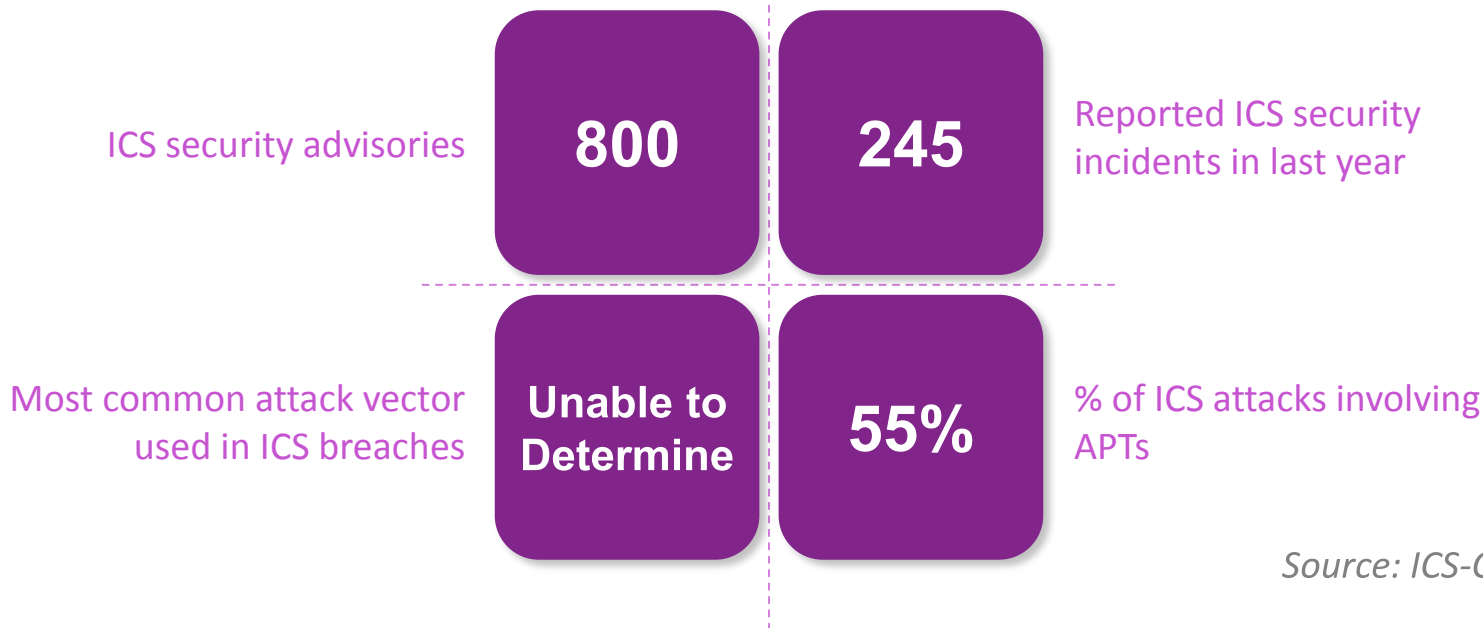 ICS security advisories
800
245
Reported ICS security
incidents in last year
Most common attack vector
used in ICS breaches
Unable to
Determine
55%
% of ICS attacks involving
APTs
Source: ICS-